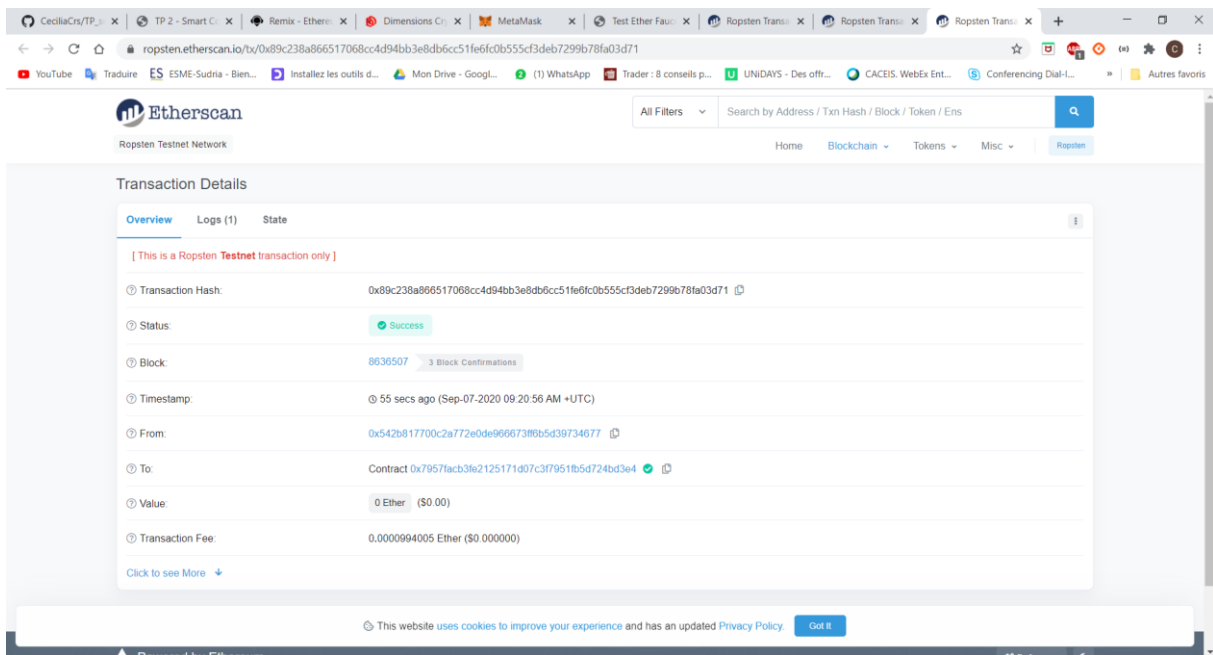 CeciliaCrs/TP_s
TP 2 - Smart Co
Remix - Ethere
Dimensions Cry
MetaMask
Test Ether Fauc
Ropsten Transa
Ropsten Transa
Ropsten Transa
ropsten.etherscan.io/tx/0x89c238a866517068cc4d94bb3e8db6cc51fe6fc0b555cf3deb7299b78fa03d71
YouTube
Traduire
ES ESME-Sudria - Bien...
Installez les outils d...
Mon Drive - Googl...
(1) WhatsApp
Trader : 8 conseils p...
UNiDAYS - Des offr...
CACEIS. WebEx Ent...
Conferencing Dial-I...
»
Autres favoris
Etherscan
All Filters
Search by Address / Txn Hash / Block / Token / Ens
Ropsten Testnet Network
Home
Blockchain
Tokens
Misc
Ropsten
Transaction Details
Overview
Logs (1)
State
[ This is a Ropsten Testnet transaction only ]
Transaction Hash:
0x89c238a866517068cc4d94bb3e8db6cc51fe6fc0b555cf3deb7299b78fa03d71
Status:
Success
Block:
8636507
3 Block Confirmations
Timestamp:
55 secs ago (Sep-07-2020 09:20:56 AM +UTC)
From:
0x542b817700c2a772e0de966673ff6b5d39734677
To:
Contract 0x7957facb3fe2125171d07c3f7951fb5d724bd3e4
Value:
0 Ether ($0.00)
Transaction Fee:
0.0000994005 Ether ($0.000000)
Click to see More
This website uses cookies to improve your experience and has an updated Privacy Policy.
Got It
Powered by Ethereum